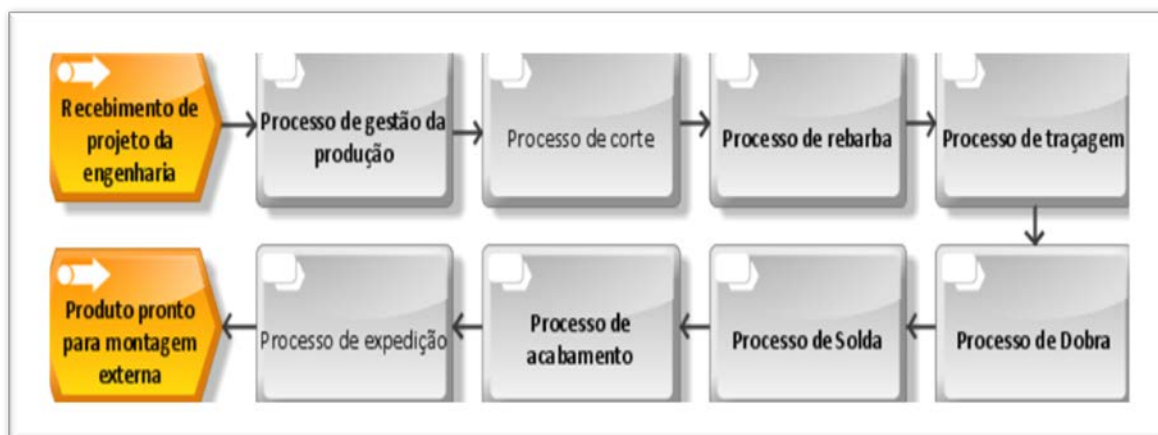 Recebimento de
projeto da
engenharia
Processo de gestão da
produção
Processo de corte
Processo de rebarba
Processo de traçagem
Processo de Dobra
Processo de Solda
Processo de
acabamento
Processo de expedição
Produto pronto
para montagem
externa